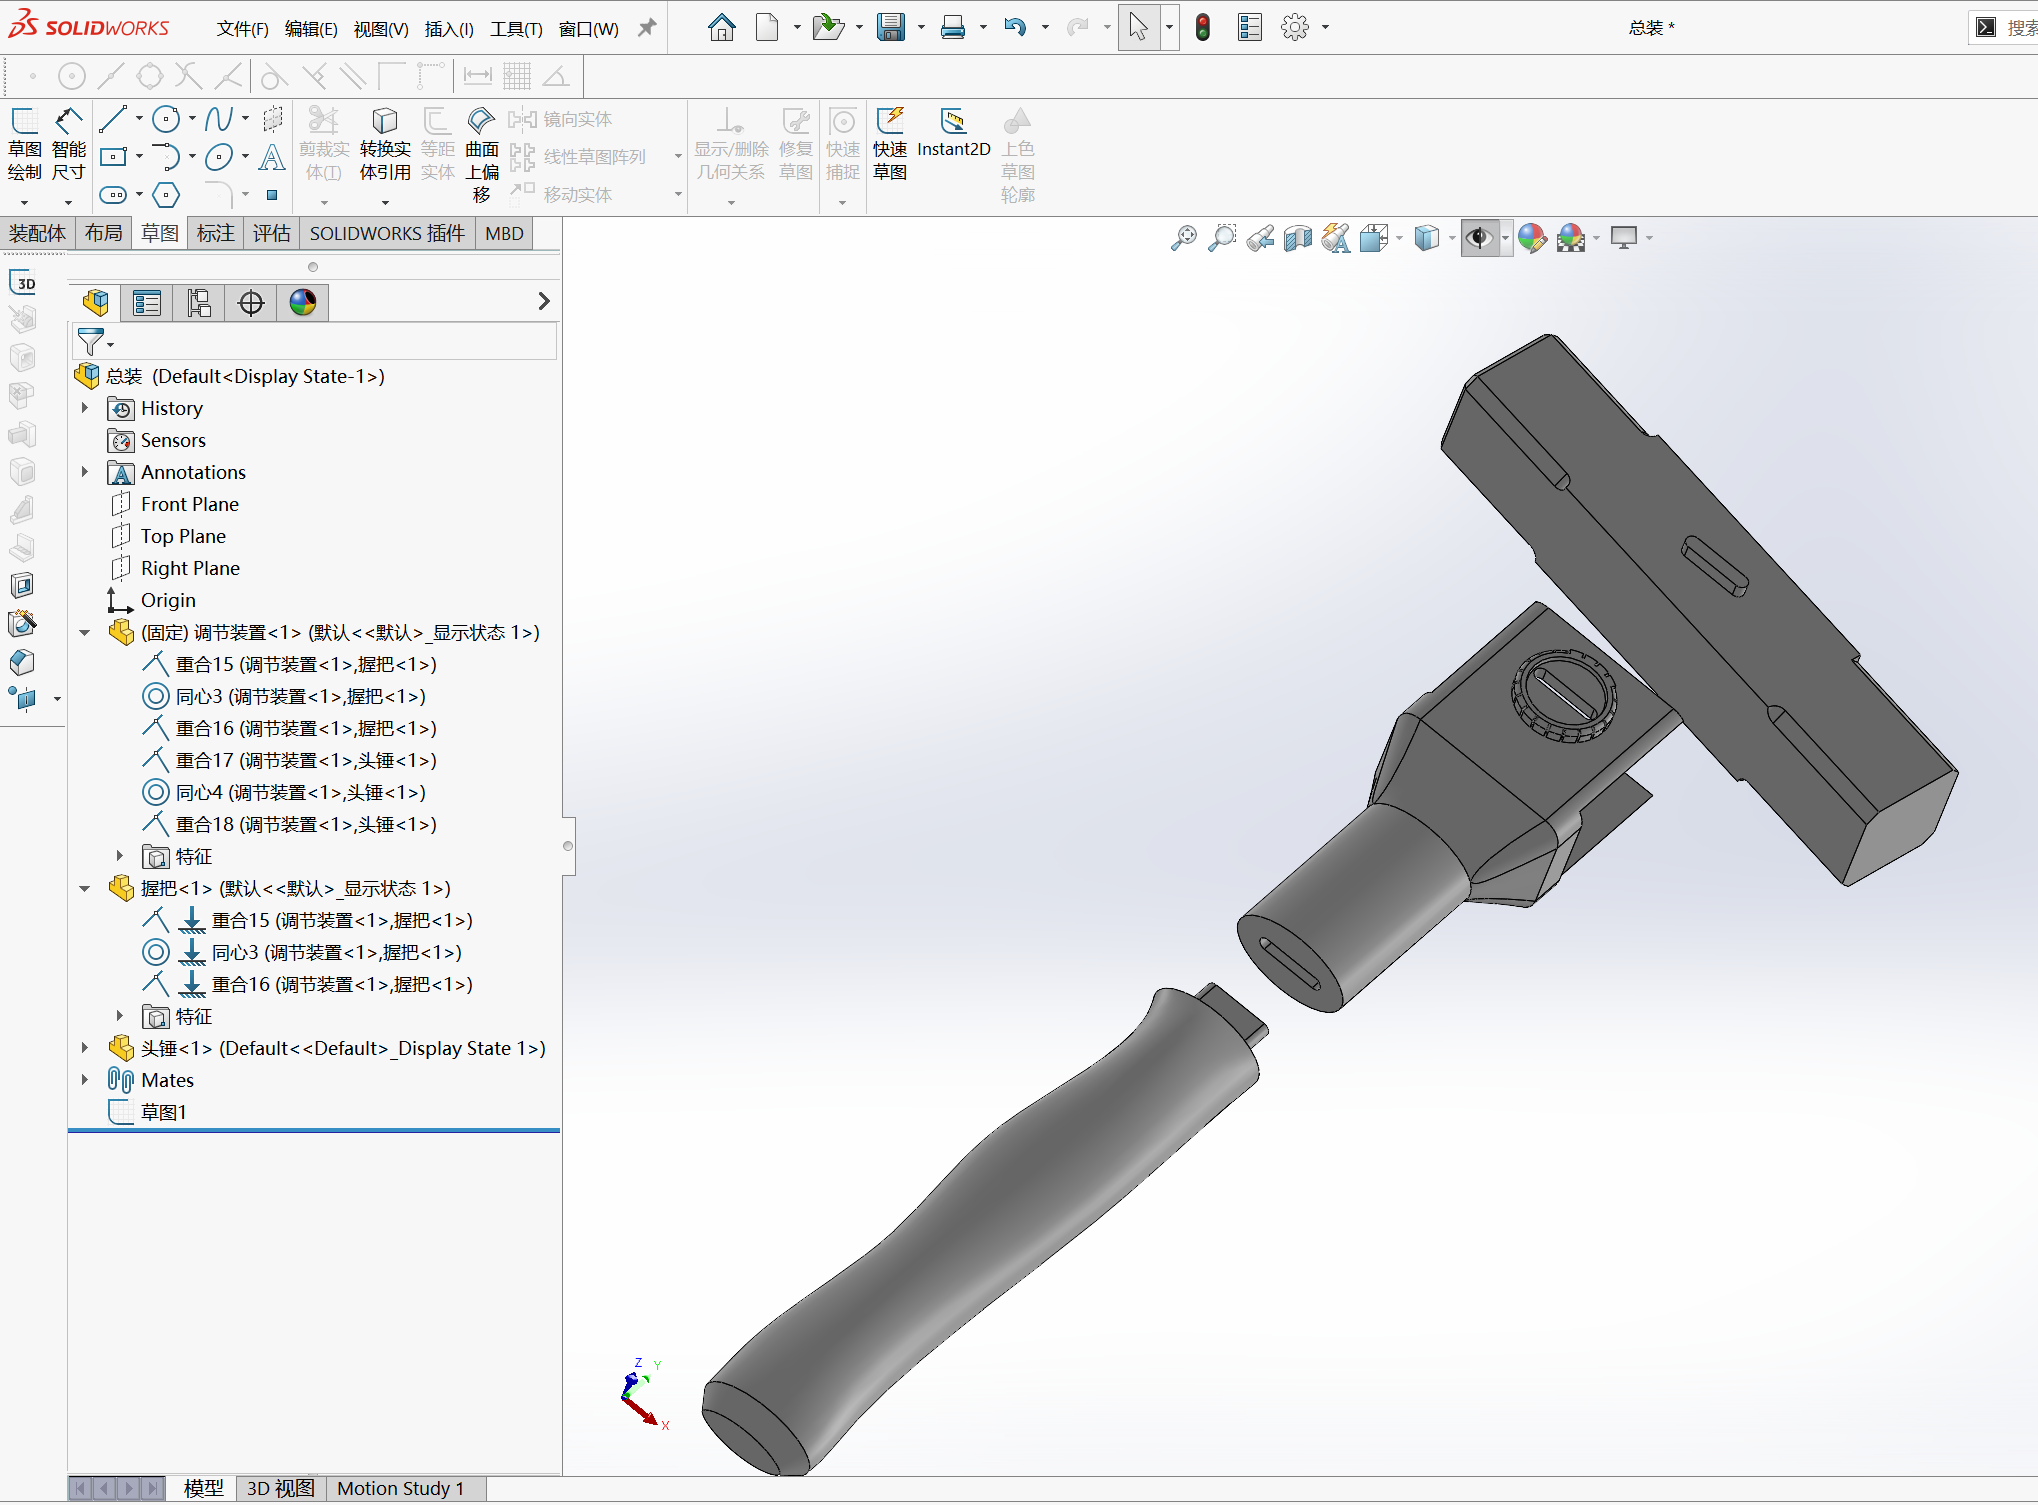 SOLIDWORKS 文件(F) 编辑(E) 视图(V) 插入(I) 工具(T) 窗口(W) 总装 * 搜索
草图绘制 智能尺寸 剪裁实体(T) 转换实体引用 等距实体 曲面上偏移 镜向实体 线性草图阵列 移动实体 显示/删除几何关系 修复草图 快速捕捉 快速草图 Instant2D 上色草图轮廓
装配体 布局 草图 标注 评估 SOLIDWORKS 插件 MBD
3D
总装 (Default<Display State-1>)
History
Sensors
Annotations
Front Plane
Top Plane
Right Plane
Origin
(固定) 调节装置<1> (默认<<默认>_显示状态 1>)
重合15 (调节装置<1>,握把<1>)
同心3 (调节装置<1>,握把<1>)
重合16 (调节装置<1>,握把<1>)
重合17 (调节装置<1>,头锤<1>)
同心4 (调节装置<1>,头锤<1>)
重合18 (调节装置<1>,头锤<1>)
特征
握把<1> (默认<<默认>_显示状态 1>)
重合15 (调节装置<1>,握把<1>)
同心3 (调节装置<1>,握把<1>)
重合16 (调节装置<1>,握把<1>)
特征
头锤<1> (Default<<Default>_Display State 1>)
Mates
草图1
Z Y
X
模型 3D 视图 Motion Study 1